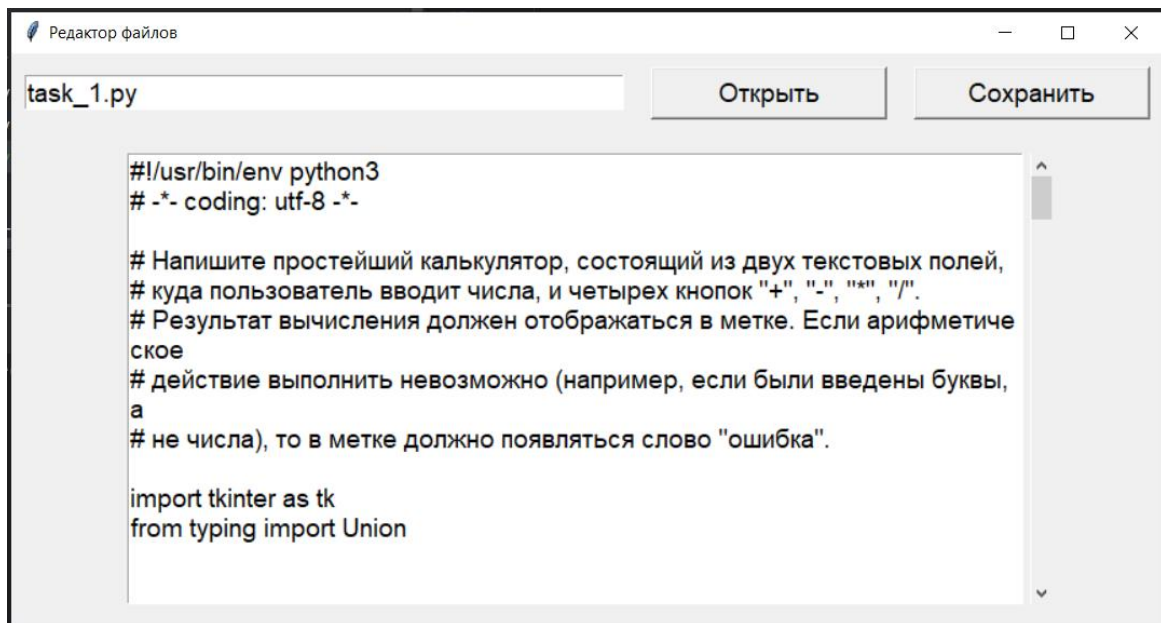 Редактор файлов
task_1.py
Открыть
Сохранить
#!/usr/bin/env python3
# -*- coding: utf-8 -*-
# Напишите простейший калькулятор, состоящий из двух текстовых полей,
# куда пользователь вводит числа, и четырех кнопок "+", "-", "*", "/".
# Результат вычисления должен отображаться в метке. Если арифметиче
ское
# действие выполнить невозможно (например, если были введены буквы,
а
# не числа), то в метке должно появляться слово "ошибка".
import tkinter as tk
from typing import Union